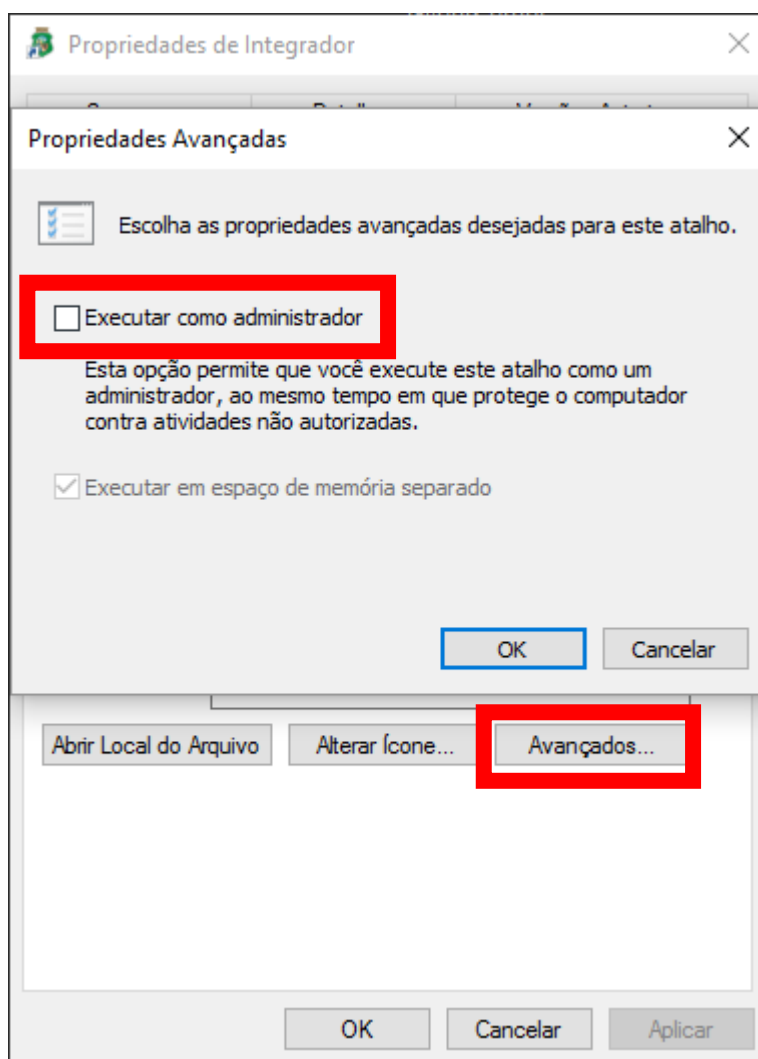 Propriedades de Integrador
Propriedades Avançadas
Escolha as propriedades avançadas desejadas para este atalho.
Executar como administrador
Esta opção permite que você execute este atalho como um
administrador, ao mesmo tempo em que protege o computador
contra atividades não autorizadas.
Executar em espaço de memória separado
OK Cancelar
Abrir Local do Arquivo Alterar Ícone... Avançados...
OK Cancelar Aplicar